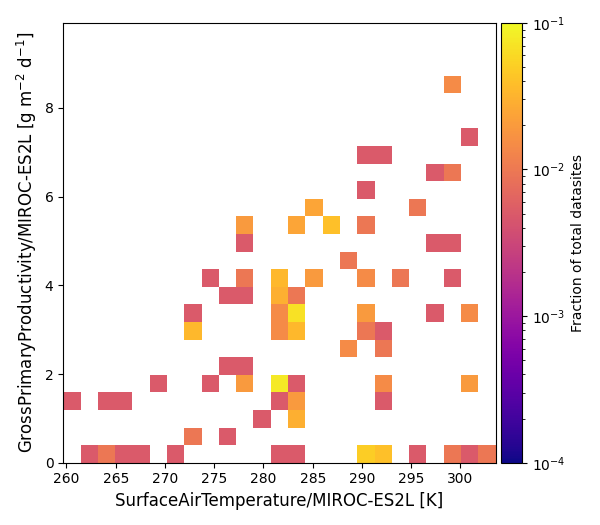 GrossPrimaryProductivity/MIROC-ES2L [g m⁻² d⁻¹]
8
6
4
2
0
260 265 270 275 280 285 290 295 300
SurfaceAirTemperature/MIROC-ES2L [K]
10⁻¹
10⁻²
10⁻³
10⁻⁴
Fraction of total datasites